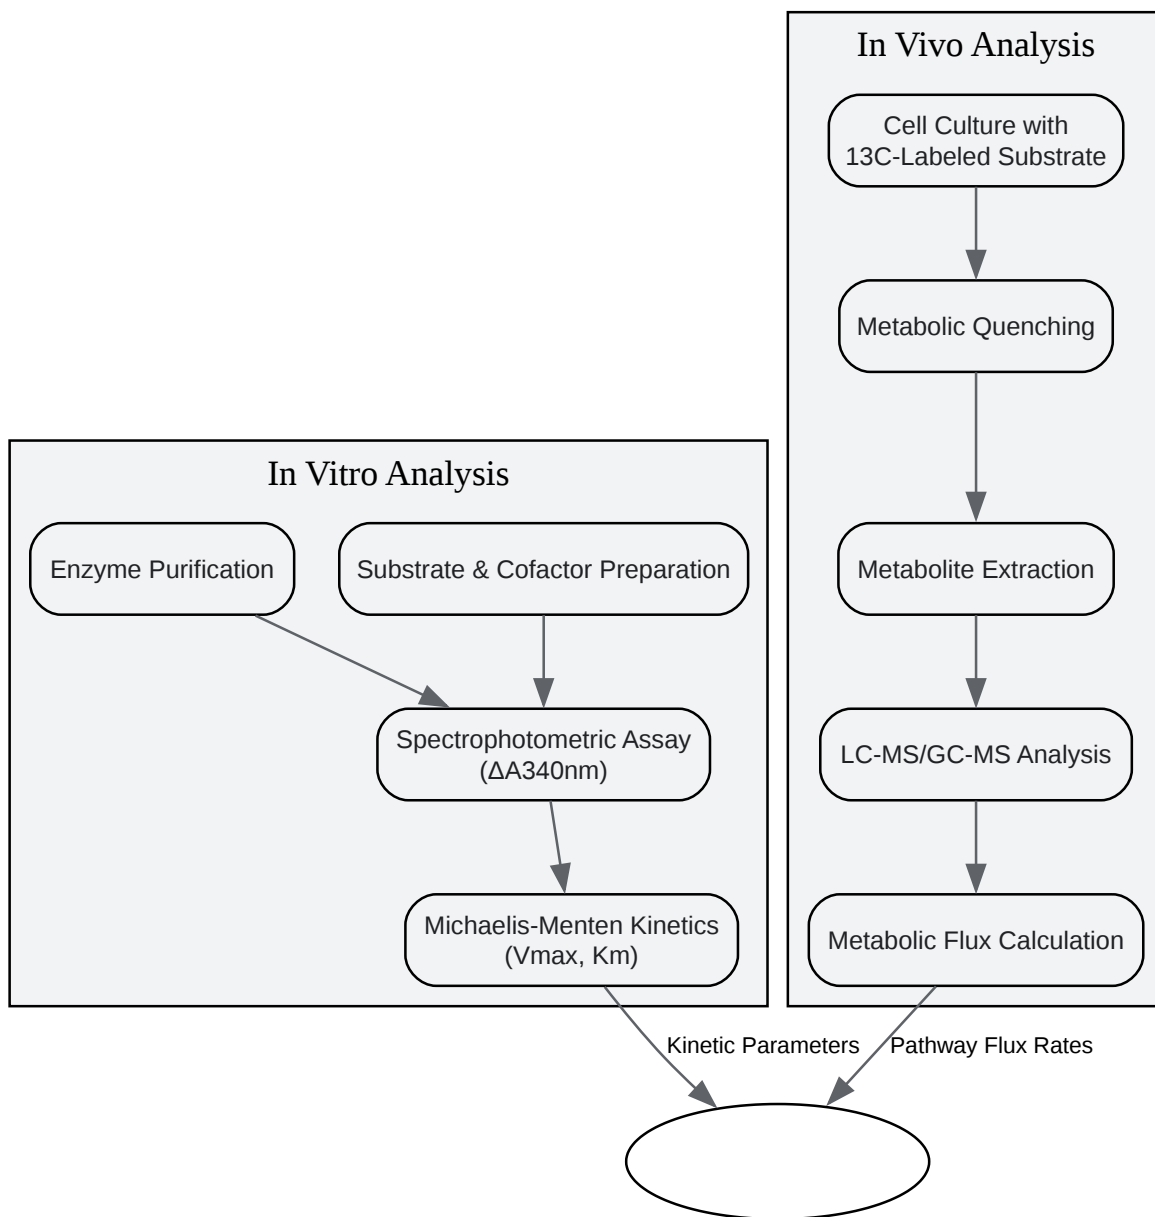 In Vivo Analysis
Cell Culture with
13C-Labeled Substrate
Metabolic Quenching
In Vitro Analysis
Enzyme Purification
Substrate & Cofactor Preparation
Metabolite Extraction
Spectrophotometric Assay
(ΔA340nm)
LC-MS/GC-MS Analysis
Michaelis-Menten Kinetics
(Vmax, Km)
Metabolic Flux Calculation
Kinetic Parameters
Pathway Flux Rates